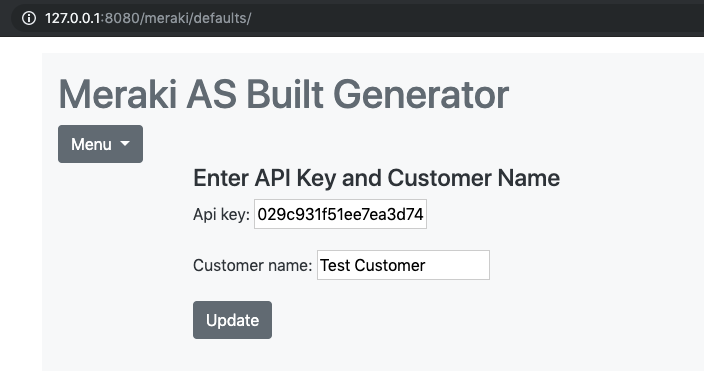 127.0.0.1:8080/meraki/defaults/
Meraki AS Built Generator
Menu
Enter API Key and Customer Name
Api key: 029c931f51ee7ea3d74
Customer name: Test Customer
Update